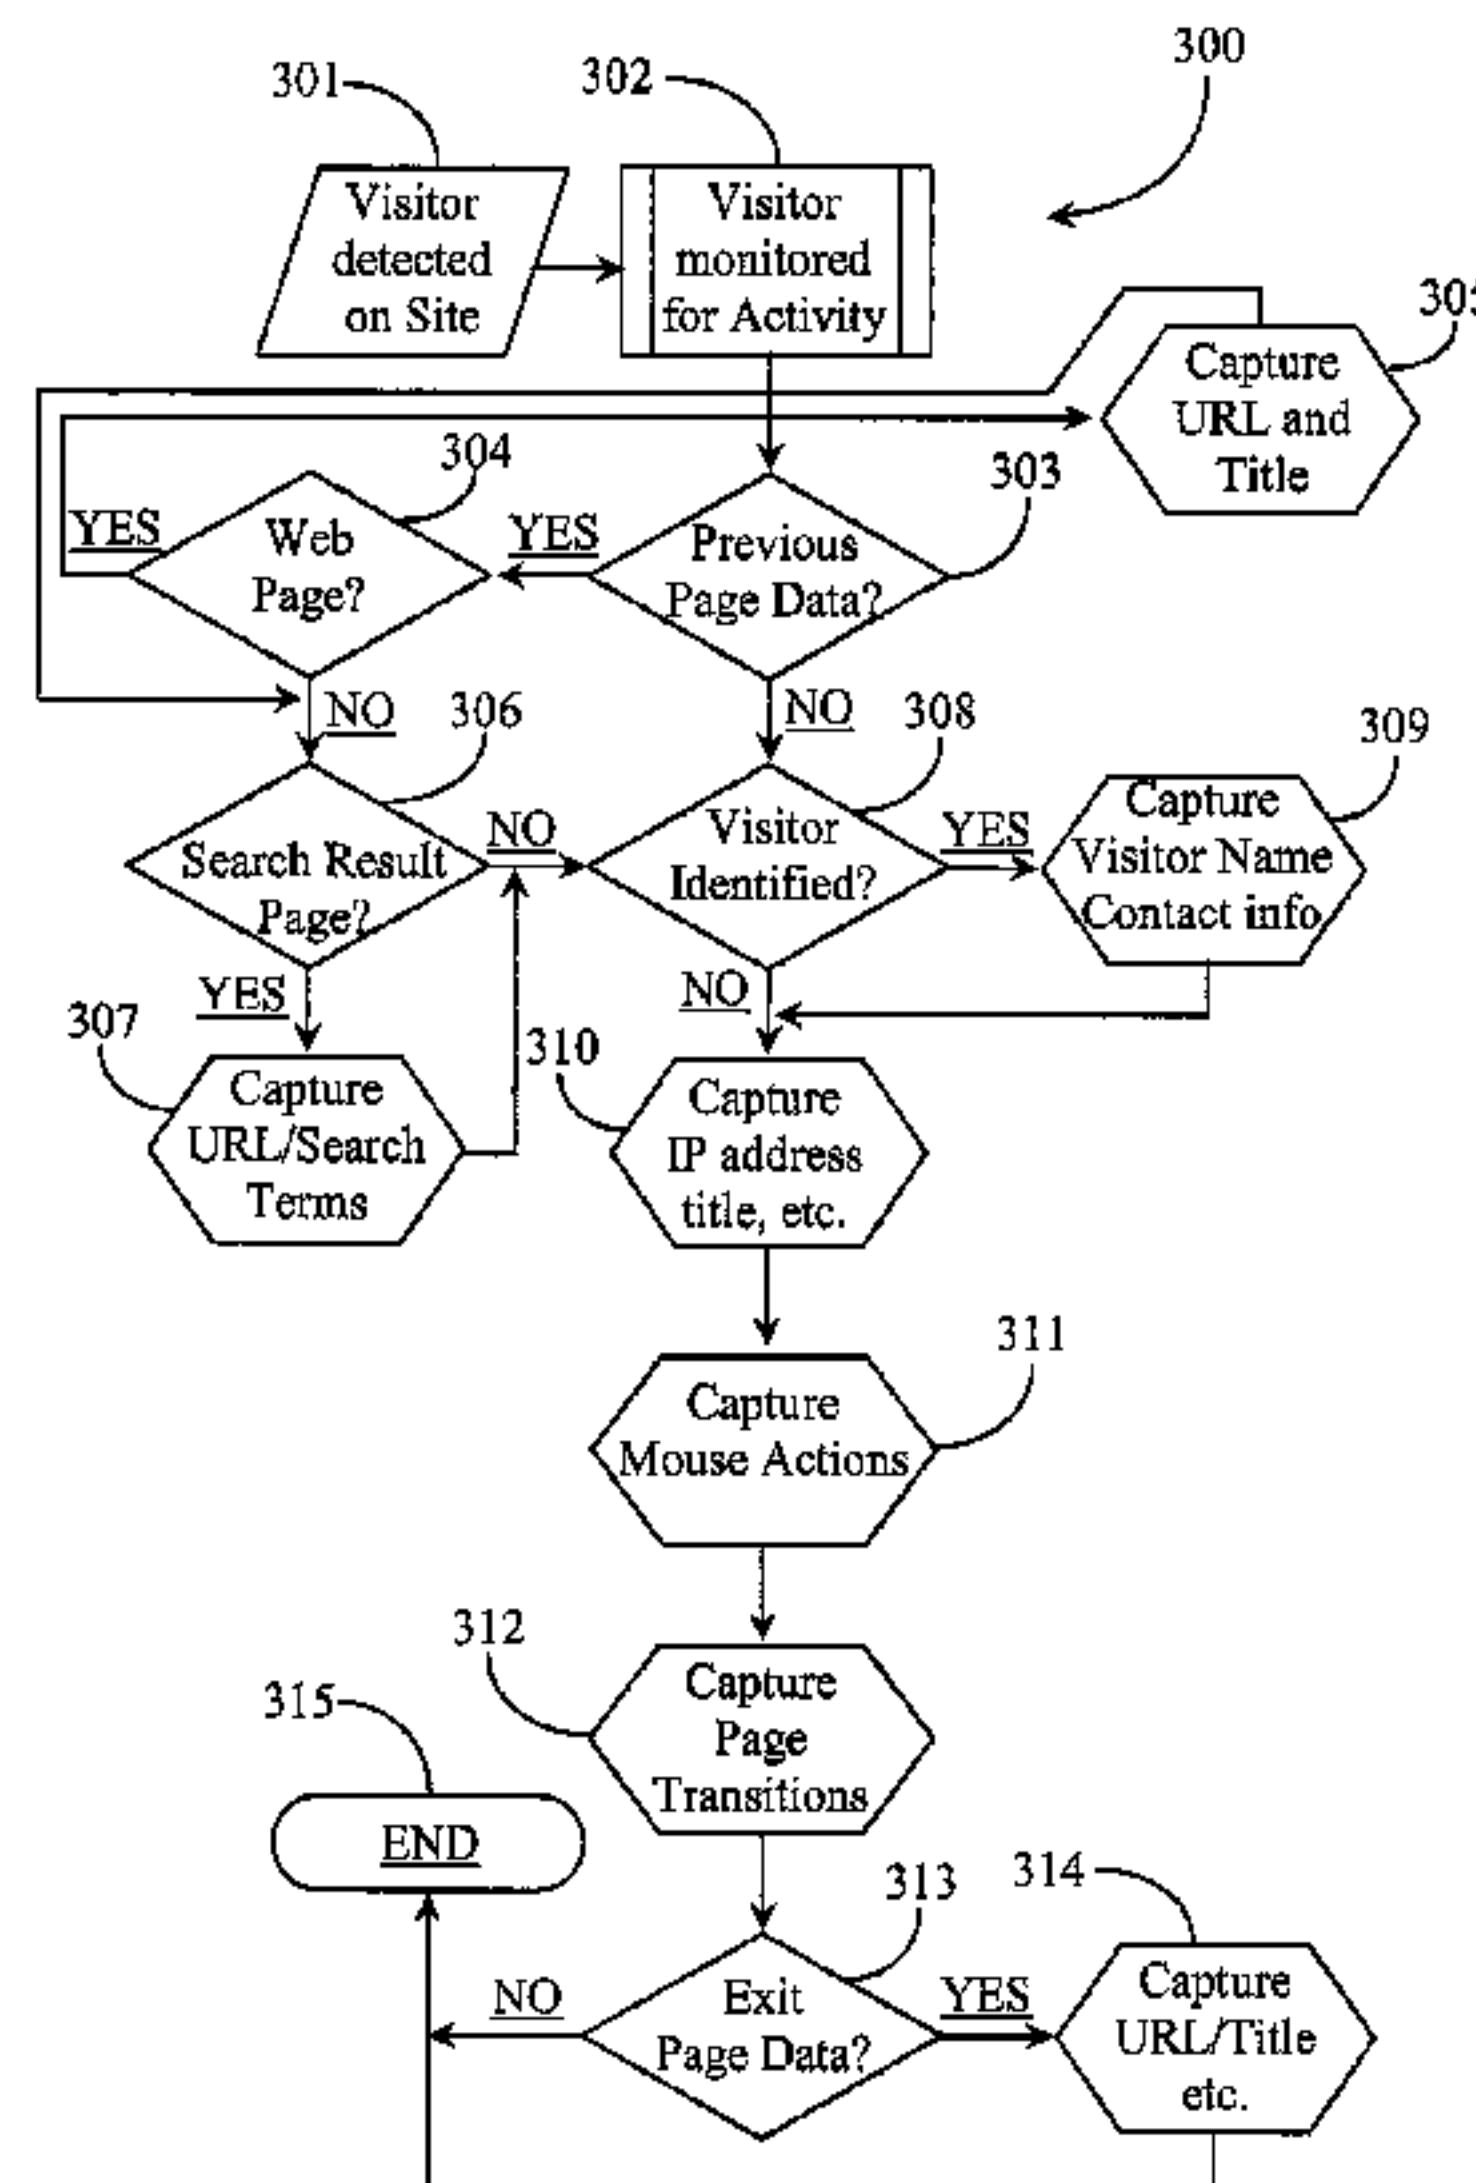 300
301
302
Visitor
detected
on Site
Visitor
monitored
for Activity
Capture
URL and
Title
304
303
YES
Web
Page?
YES
Previous
Page Data?
NO
306
NO
308
309
Search Result
Page?
NO
Visitor
Identified?
YES
Capture
Visitor Name
Contact info
YES
NO
307
310
Capture
URL/Search
Terms
Capture
IP address
title, etc.
311
Capture
Mouse Actions
312
Capture
Page
Transitions
315
END
313
314
NO
Exit
Page Data?
YES
Capture
URL/Title
etc.